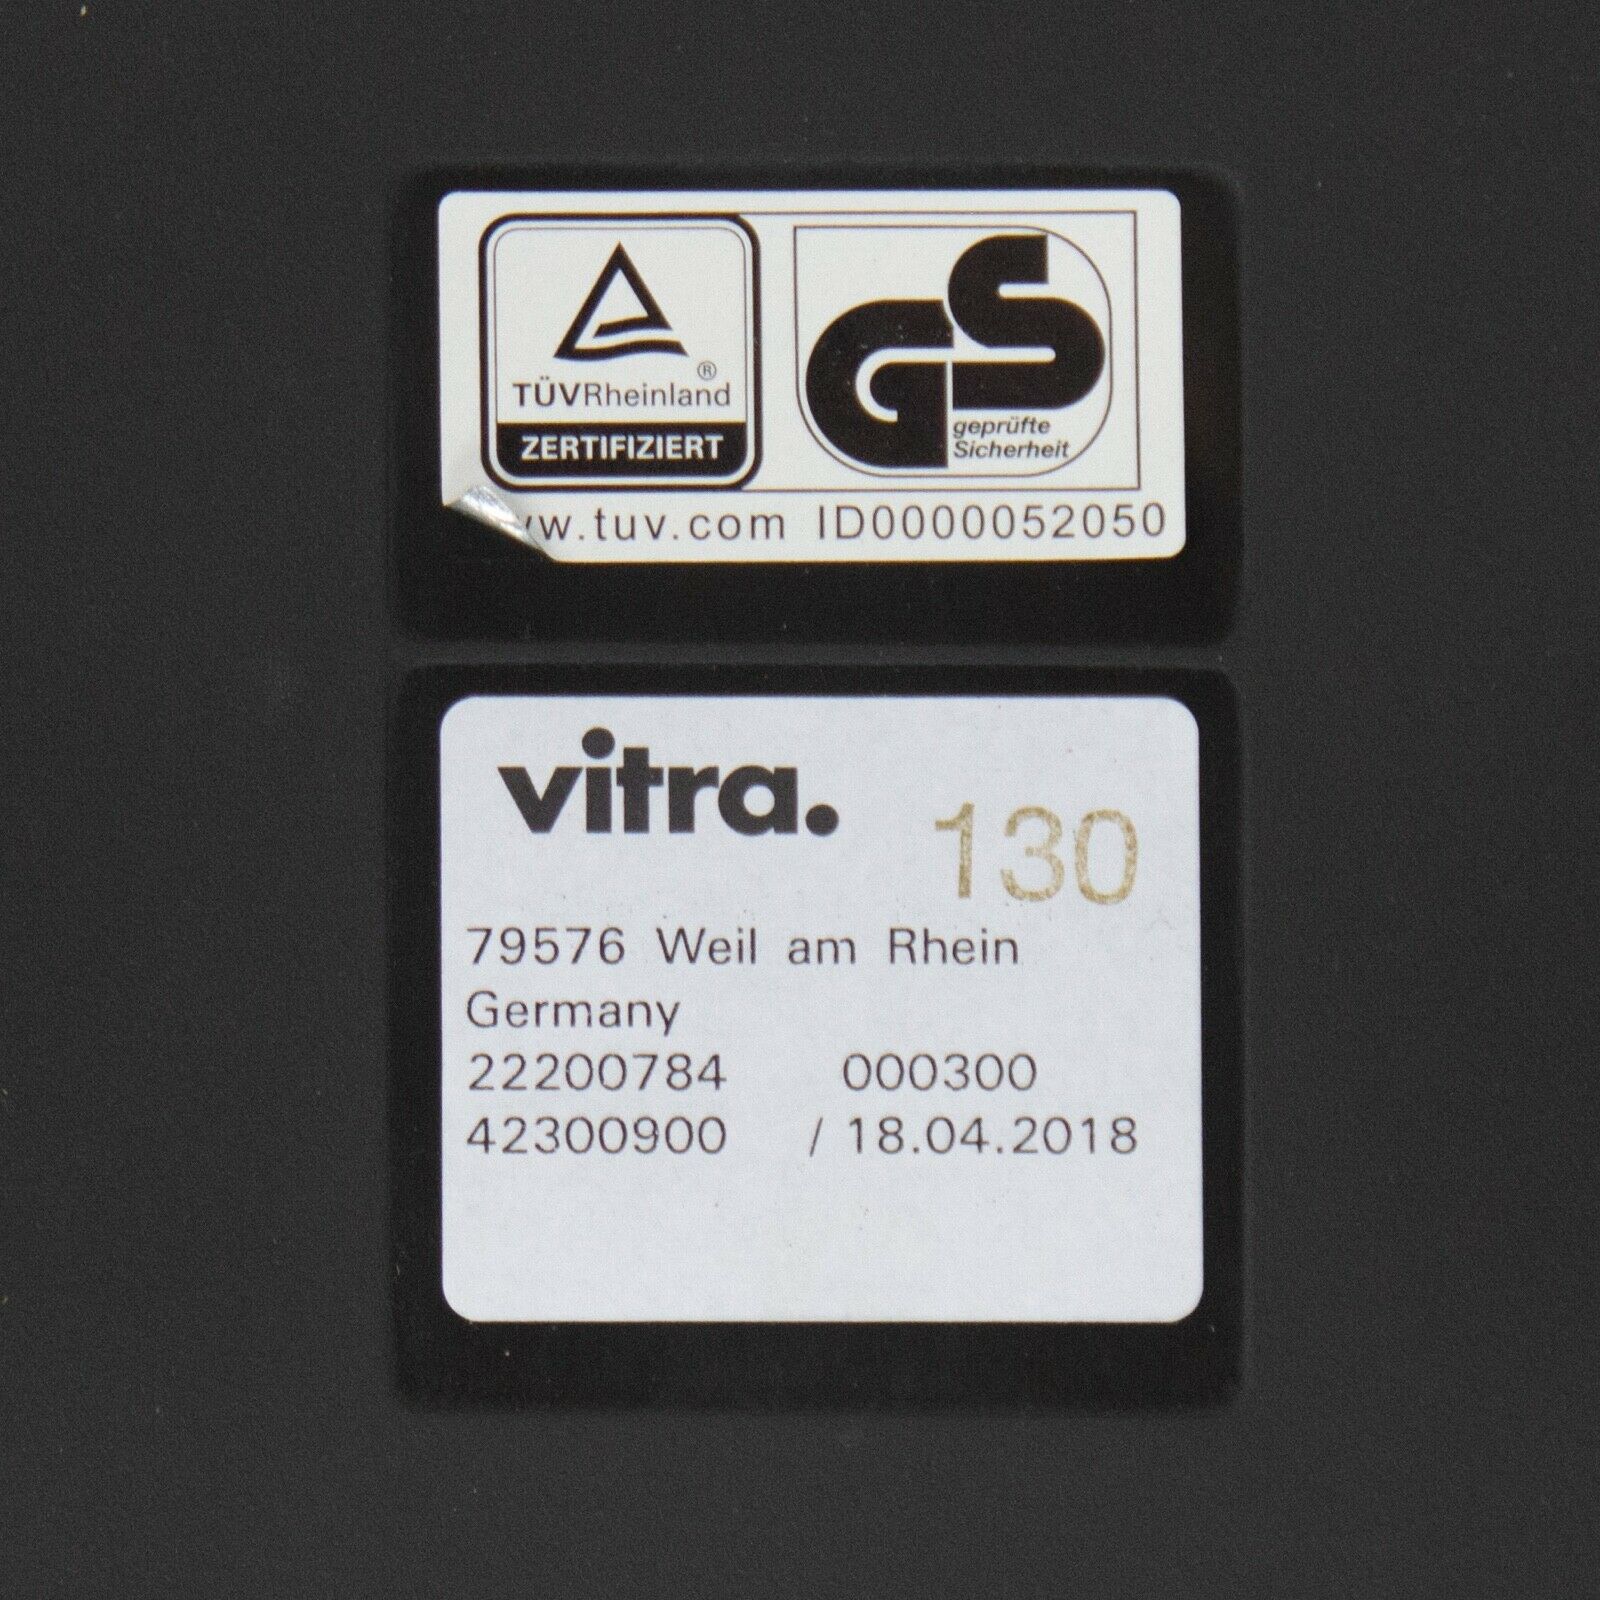 TÜVRheinland®
ZERTIFIZIERT
GS
geprüfte
Sicherheit
w.tuv.com ID0000052050
vitra.
130
79576 Weil am Rhein
Germany
22200784 000300
42300900 / 18.04.2018